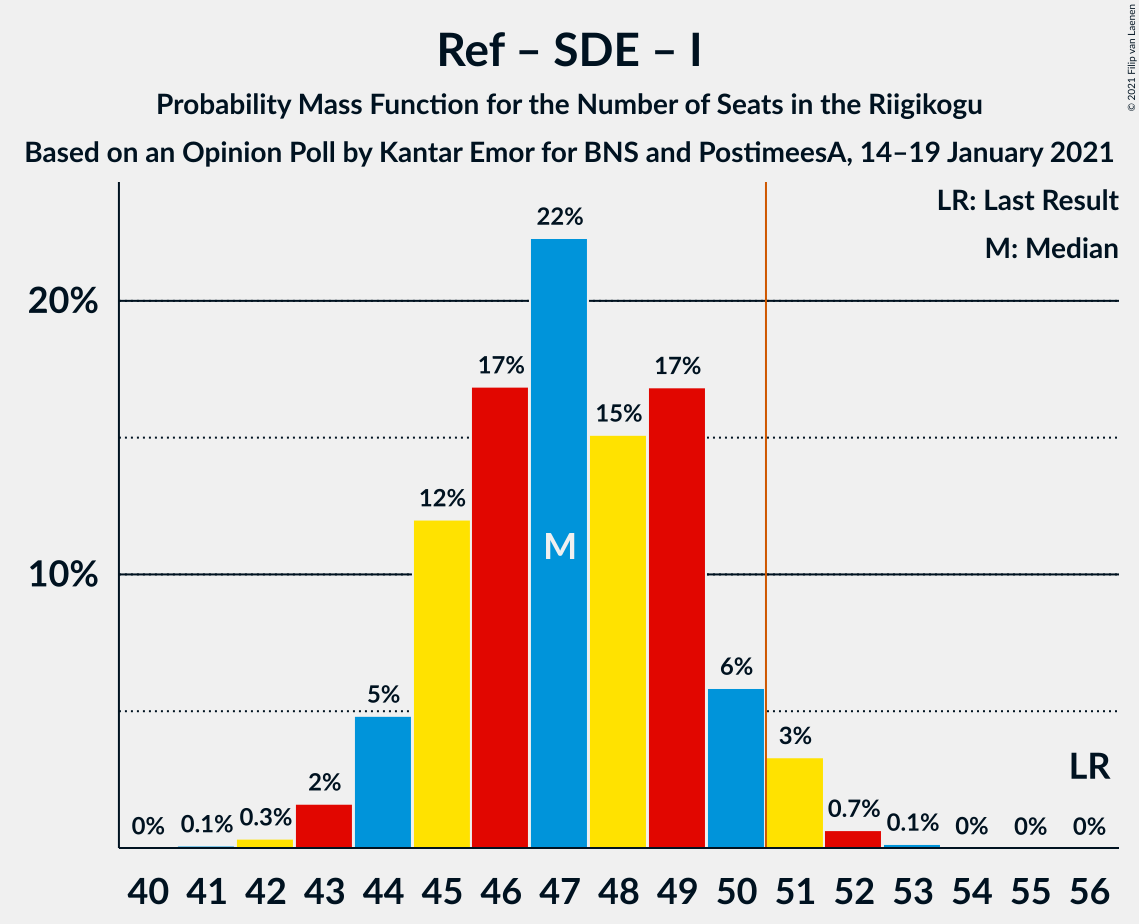 Ref – SDE – I
Probability Mass Function for the Number of Seats in the Riigikogu
Based on an Opinion Poll by Kantar Emor for BNS and PostimeesA, 14–19 January 2021
© 2021 Filip van Laenen
LR: Last Result
M: Median
22%
20%
17%
17%
15%
12%
M
10%
6%
5%
3%
LR
2%
0%
0.1%
0.3%
0.7%
0.1%
0%
0%
0%
40 41 42 43 44 45 46 47 48 49 50 51 52 53 54 55 56